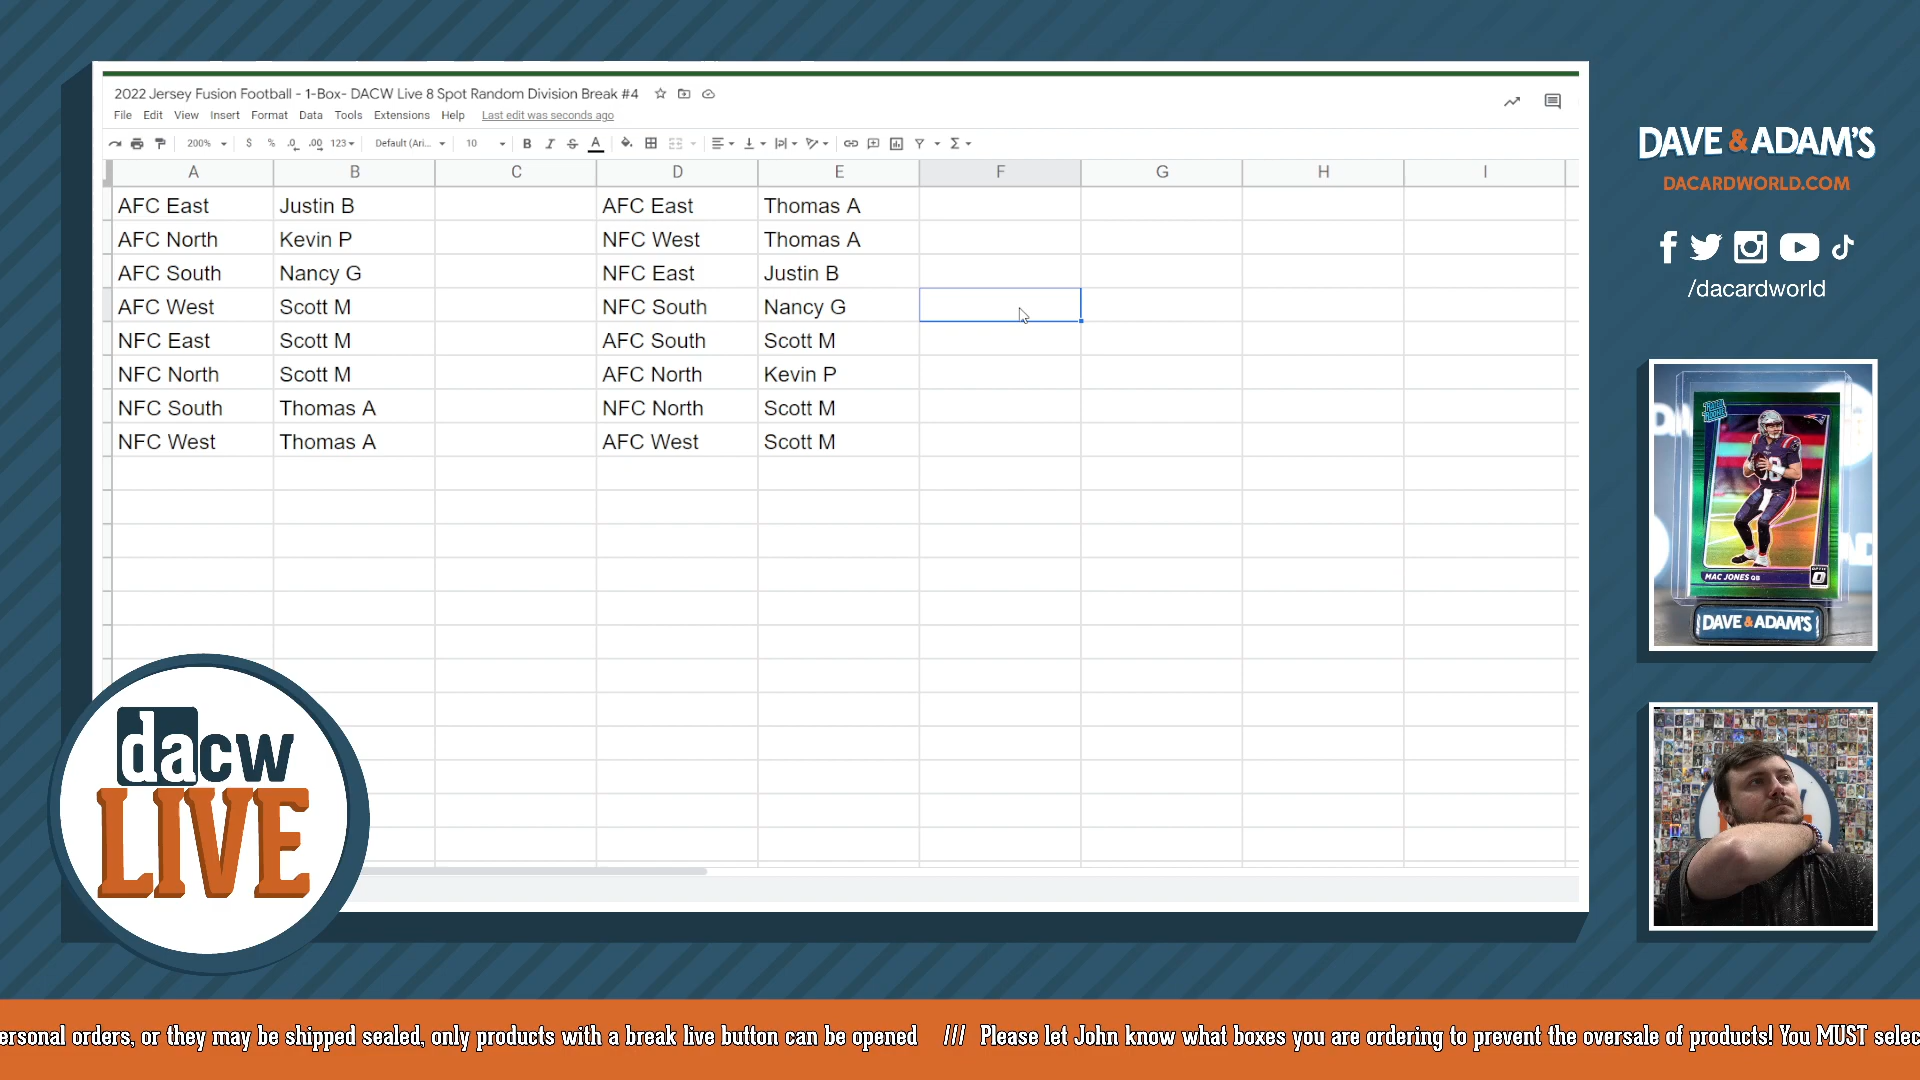 2022 Jersey Fusion Football - 1-Box- DACW Live 8 Spot Random Division Break #4
File Edit View Insert Format Data Tools Extensions Help Last edit was seconds ago
200% $ % .0 .00 123 Default (Ari... 10 B I S A
A B C D E F G H I
AFC East Justin B AFC East Thomas A
AFC North Kevin P NFC West Thomas A
AFC South Nancy G NFC East Justin B
AFC West Scott M NFC South Nancy G
NFC East Scott M AFC South Scott M
NFC North Scott M AFC North Kevin P
NFC South Thomas A NFC North Scott M
NFC West Thomas A AFC West Scott M
DAVE & ADAM'S
DACARDWORLD.COM
/dacardworld
MAC JONES QB
OPTIC
DAVE & ADAM'S
dacw
LIVE
ersonal orders, or they may be shipped sealed, only products with a break live button can be opened /// Please let John know what boxes you are ordering to prevent the oversale of products! You MUST selec